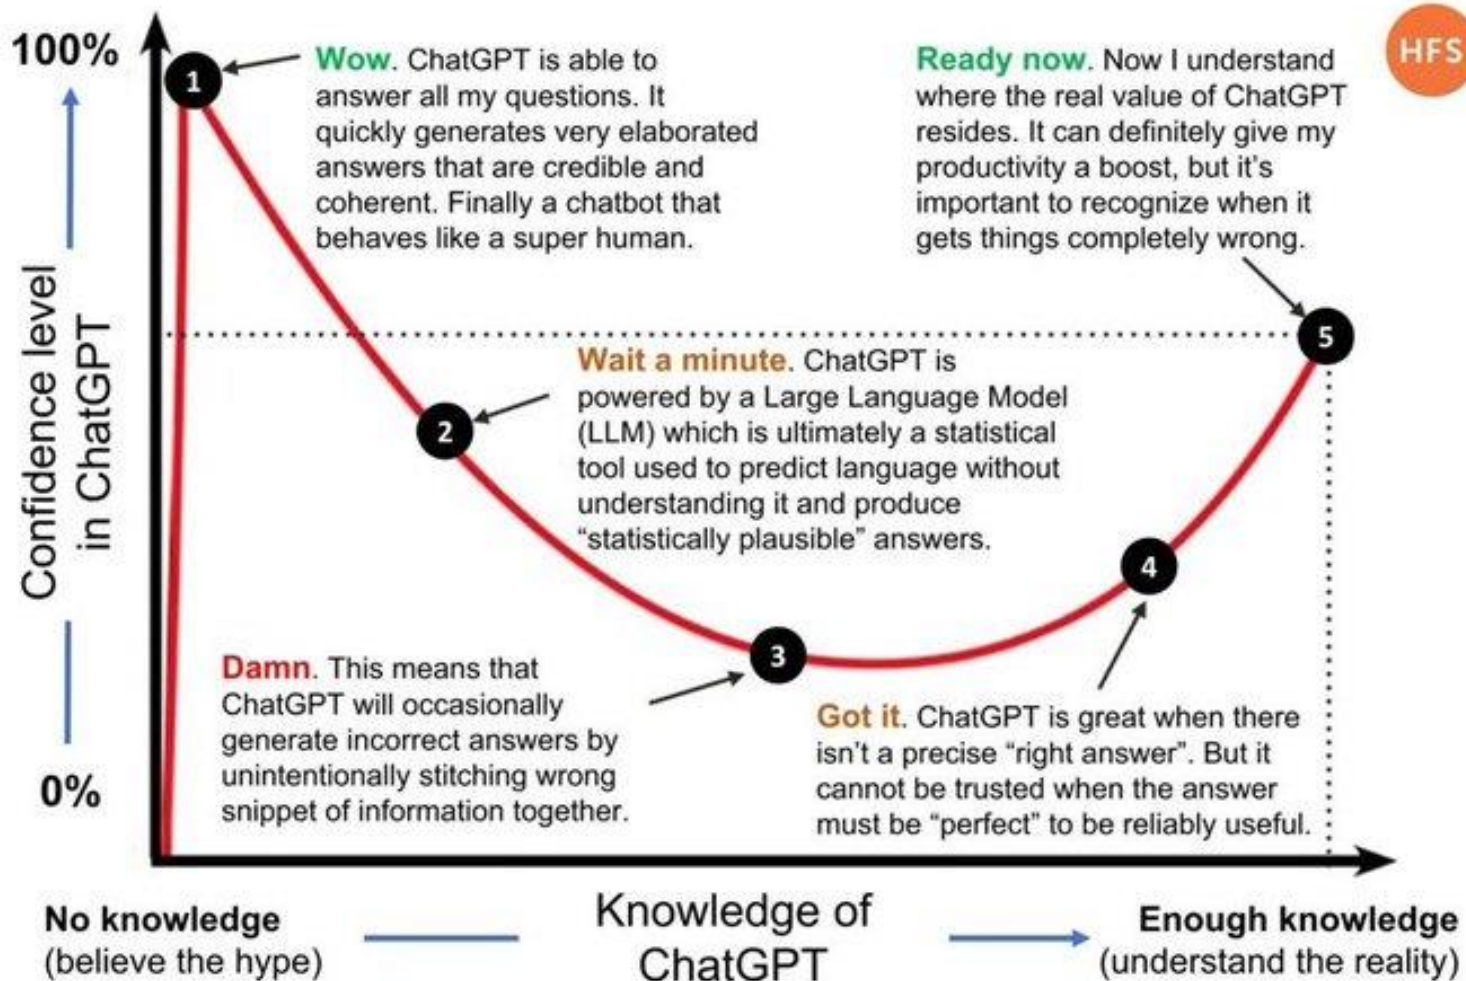 100%
1
Wow. ChatGPT is able to
answer all my questions. It
quickly generates very elaborated
answers that are credible and
coherent. Finally a chatbot that
behaves like a super human.
Ready now. Now I understand
where the real value of ChatGPT
resides. It can definitely give my
productivity a boost, but it's
important to recognize when it
gets things completely wrong.
HFS
Confidence level
in ChatGPT
5
2
Wait a minute. ChatGPT is
powered by a Large Language Model
(LLM) which is ultimately a statistical
tool used to predict language without
understanding it and produce
“statistically plausible” answers.
4
3
Damn. This means that
ChatGPT will occasionally
generate incorrect answers by
unintentionally stitching wrong
snippet of information together.
Got it. ChatGPT is great when there
isn't a precise “right answer”. But it
cannot be trusted when the answer
must be “perfect” to be reliably useful.
0%
No knowledge
(believe the hype)
Knowledge of
ChatGPT
Enough knowledge
(understand the reality)